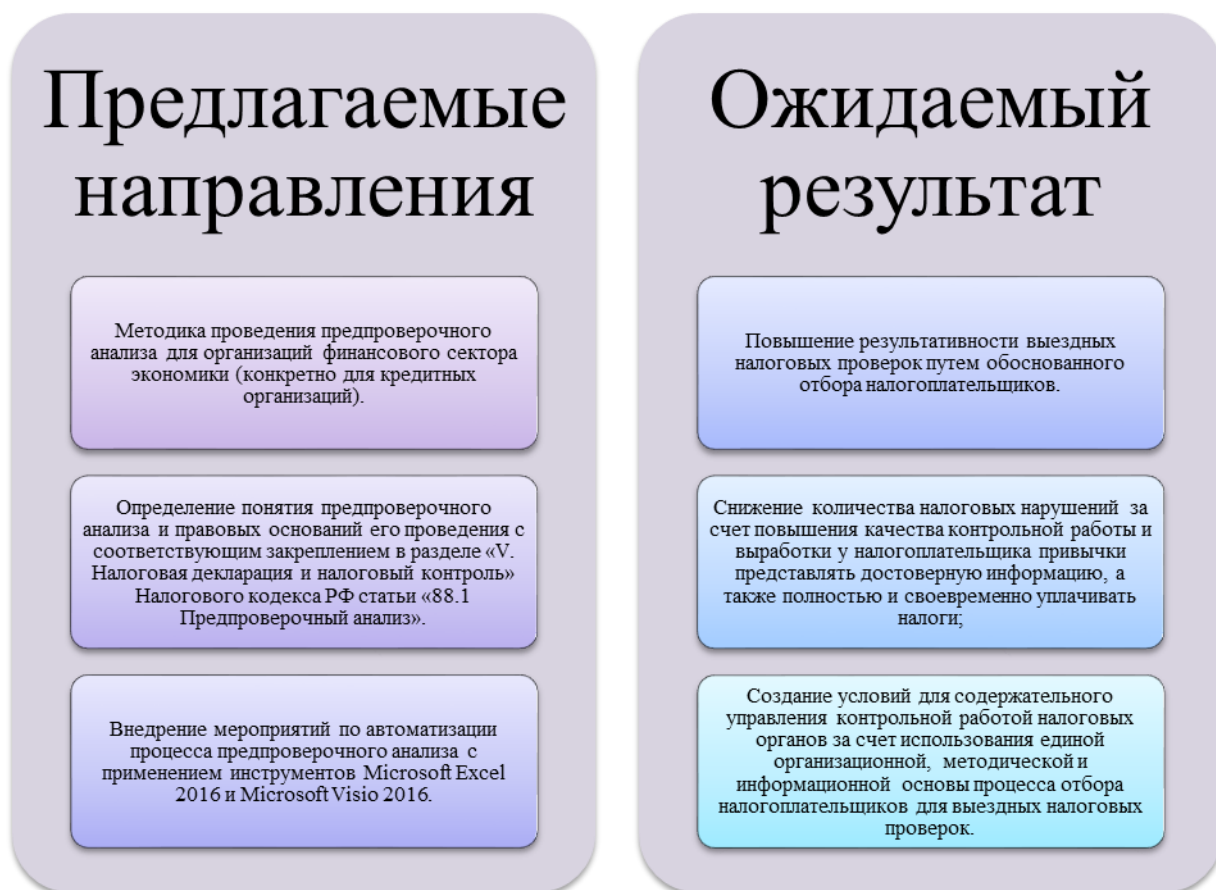 Предлагаемые
направления
Методика проведения предпроверочного
анализа для организаций финансового сектора
экономики (конкретно для кредитных
организаций).
Определение понятия предпроверочного
анализа и правовых оснований его проведения с
соответствующим закреплением в разделе «V.
Налоговая декларация и налоговый контроль»
Налогового кодекса РФ статьи «88.1
Предпроверочный анализ».
Внедрение мероприятий по автоматизации
процесса предпроверочного анализа с
применением инструментов Microsoft Excel
2016 и Microsoft Visio 2016.
Ожидаемый
результат
Повышение результативности выездных
налоговых проверок путем обоснованного
отбора налогоплательщиков.
Снижение количества налоговых нарушений за
счет повышения качества контрольной работы и
выработки у налогоплательщика привычки
представлять достоверную информацию, а
также полностью и своевременно уплачивать
налоги;
Создание условий для содержательного
управления контрольной работой налоговых
органов за счет использования единой
организационной, методической и
информационной основы процесса отбора
налогоплательщиков для выездных налоговых
проверок.